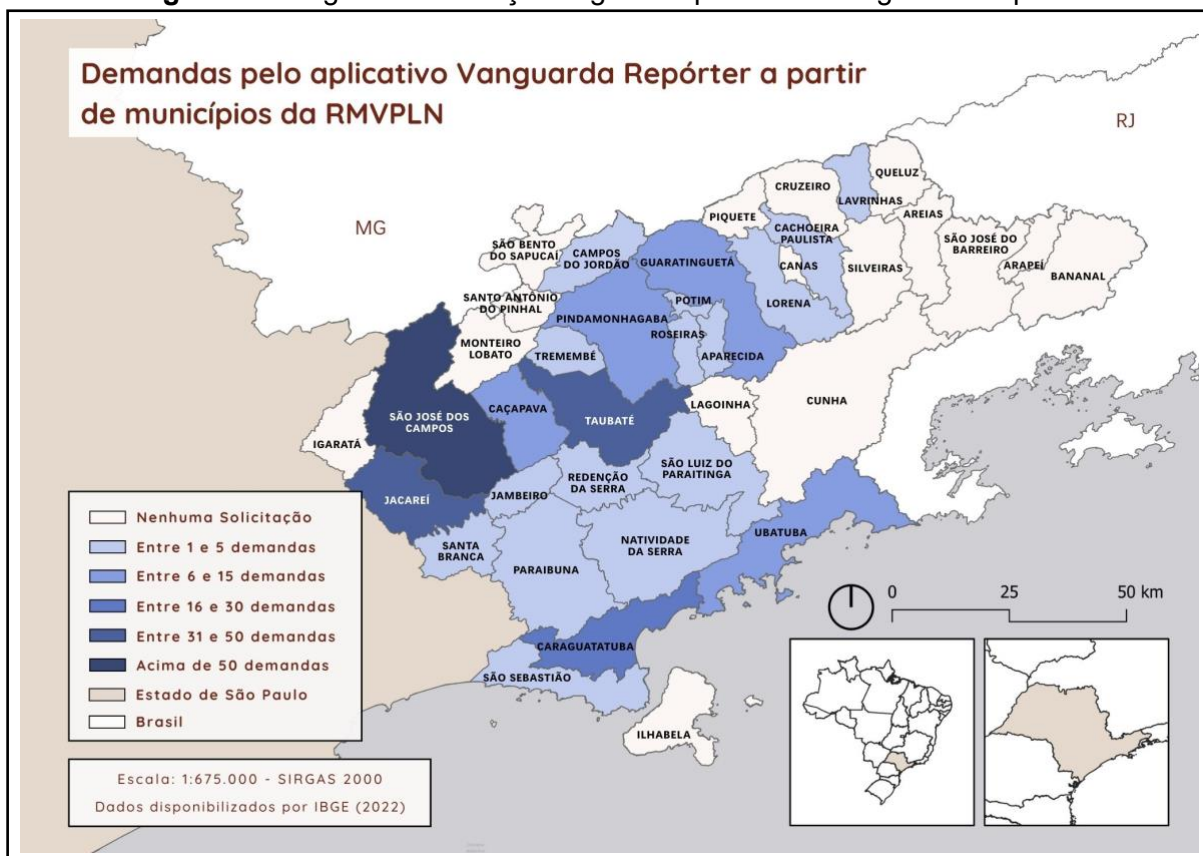 Demandas pelo aplicativo Vanguarda Repórter a partir
de municípios da RMVPLN
RJ
MG
QUELUZ
CRUZEIRO
LAVRINHAS
PIQUETE
AREIAS
CACHOEIRA
PAULISTA
SÃO JOSÉ DO
BARREIRO
SÃO BENTO
DO SAPUCAÍ
CAMPOS
DO JORDÃO
GUARATINGUETÁ
CANAS
SILVEIRAS
ARAPEÍ
BANANAL
SANTO ANTÔNIO
DO PINHAL
POTIM
LORENA
PINDAMONHAGABA
ROSEIRAS
MONTEIRO
LOBATO
TREMEMBÉ
APARECIDA
CAÇAPAVA
LAGOINHA
CUNHA
SÃO JOSÉ DOS
CAMPOS
TAUBATÉ
IGARATÁ
SÃO LUIZ DO
PARAITINGA
REDENÇÃO
DA SERRA
JACAREÍ
JAMBEIRO
UBATUBA
NATIVIDADE
DA SERRA
SANTA
BRANCA
PARAIBUNA
CARAGUATATUBA
SÃO SEBASTIÃO
ILHABELA
Nenhuma Solicitação
Entre 1 e 5 demandas
Entre 6 e 15 demandas
Entre 16 e 30 demandas
Entre 31 e 50 demandas
Acima de 50 demandas
Estado de São Paulo
Brasil
0 25 50 km
Escala: 1:675.000 - SIRGAS 2000
Dados disponibilizados por IBGE (2022)